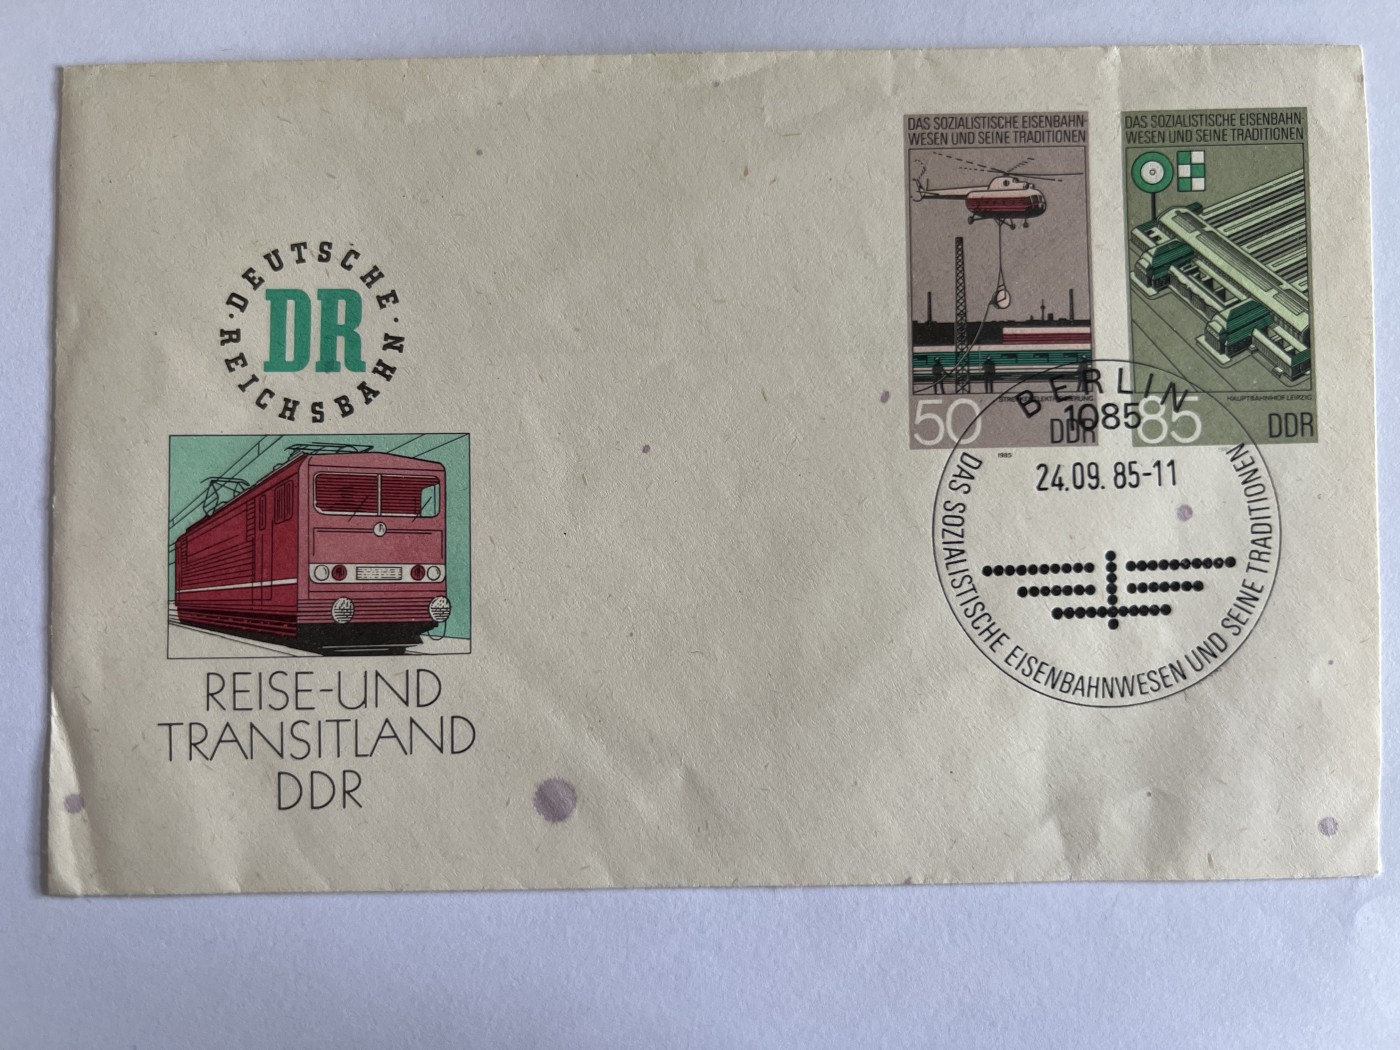 DAS SOZIALISTISCHE EISENBAHN-
WESEN UND SEINE TRADITIONEN
50
DDR
1985
DAS SOZIALISTISCHE EISENBAHN-
WESEN UND SEINE TRADITIONEN
HAUPTBAHNHOF LEIPZIG
85
DDR
BERLIN
1085
24.09.85-11
DAS SOZIALISTISCHE EISENBAHNWESEN UND SEINE TRADITIONEN
· DEUTSCHE ·
REICHSBAHN
DR
REISE-UND
TRANSITLAND
DDR